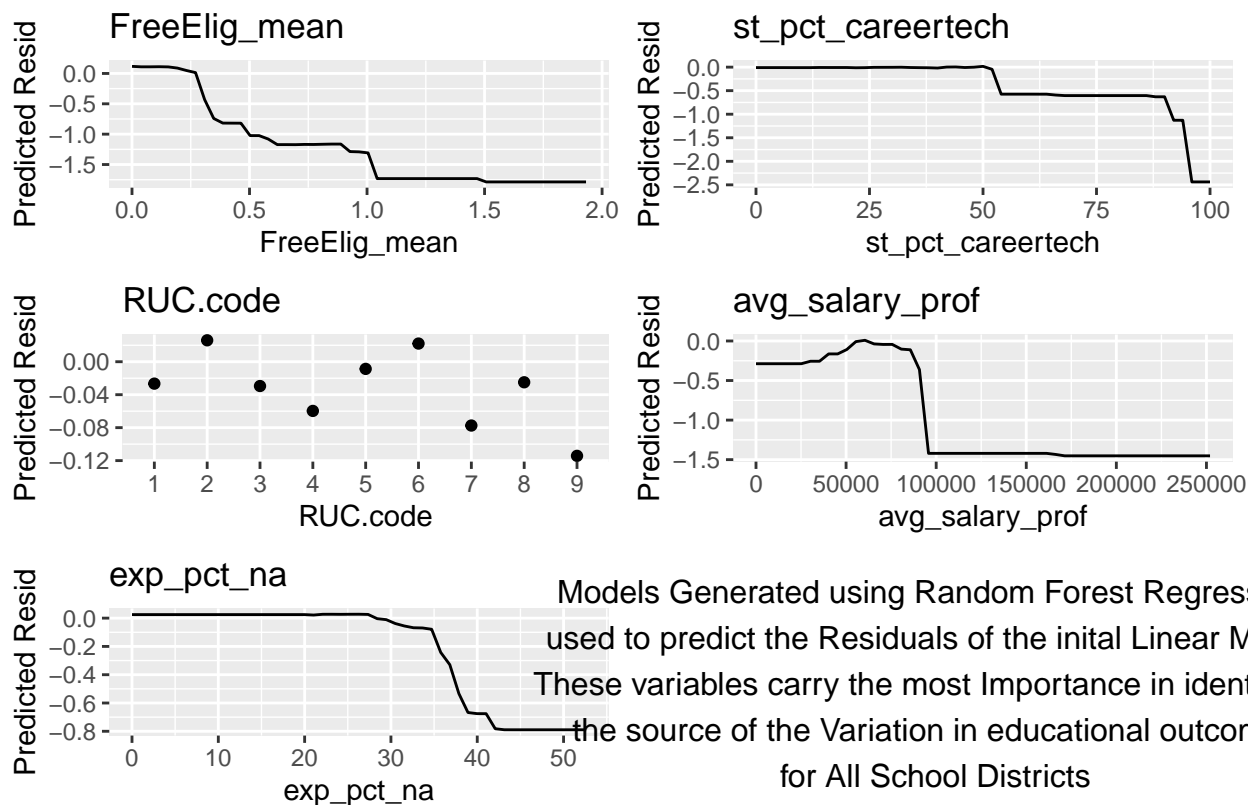 FreeElig_mean
Predicted Resid
0.0
−0.5
−1.0
−1.5
0.0 0.5 1.0 1.5 2.0
FreeElig_mean
st_pct_careertech
Predicted Resid
0.0
−0.5
−1.0
−1.5
−2.0
−2.5
0 25 50 75 100
st_pct_careertech
RUC.code
Predicted Resid
0.00
−0.04
−0.08
−0.12
1 2 3 4 5 6 7 8 9
RUC.code
avg_salary_prof
Predicted Resid
0.0
−0.5
−1.0
−1.5
0 50000 100000 150000 200000 250000
avg_salary_prof
exp_pct_na
Predicted Resid
0.0
−0.2
−0.4
−0.6
−0.8
0 10 20 30 40 50
exp_pct_na
Models Generated using Random Forest Regress
used to predict the Residuals of the inital Linear M
These variables carry the most Importance in ident
the source of the Variation in educational outcor
for All School Districts